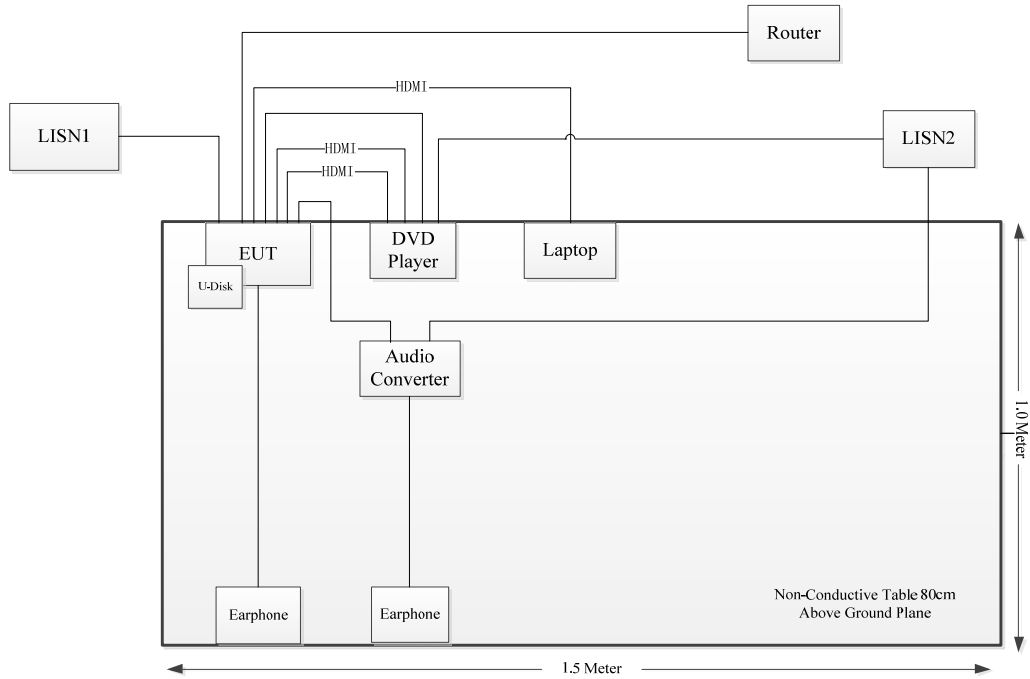 Router
HDMI
LISN1
LISN2
HDMI
HDMI
EUT
DVD
Player
Laptop
U-Disk
Audio
Converter
1.0 Meter
Earphone
Earphone
Non-Conductive Table 80cm
Above Ground Plane
1.5 Meter